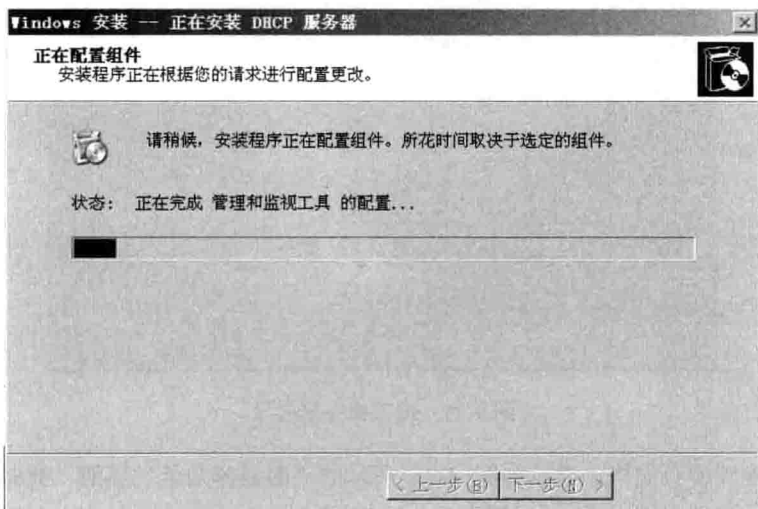 Windows 安装 -- 正在安装 DHCP 服务器
正在配置组件
安装程序正在根据您的请求进行配置更改。
请稍候，安装程序正在配置组件。所花时间取决于选定的组件。
状态： 正在完成 管理和监视工具 的配置...
< 上一步(B) 下一步(N) >